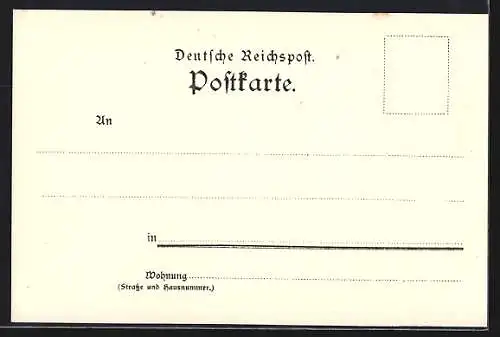 Deutſche Reichspoſt.
Poſtkarte.
An
in
Wohnung
(Straße und Hausnummer.)